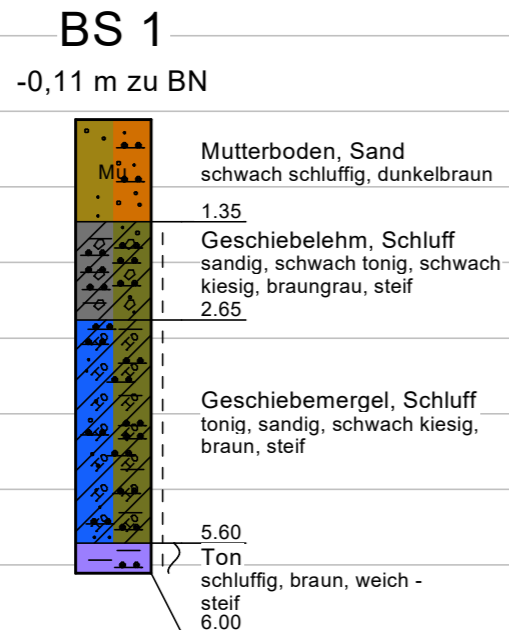 BS 1
-0,11 m zu BN
Mu
Mutterboden, Sand
schwach schluffig, dunkelbraun
1.35
Geschiebelehm, Schluff
sandig, schwach tonig, schwach
kiesig, braungrau, steif
2.65
Geschiebemergel, Schluff
tonig, sandig, schwach kiesig,
braun, steif
5.60
Ton
schluffig, braun, weich -
steif
6.00